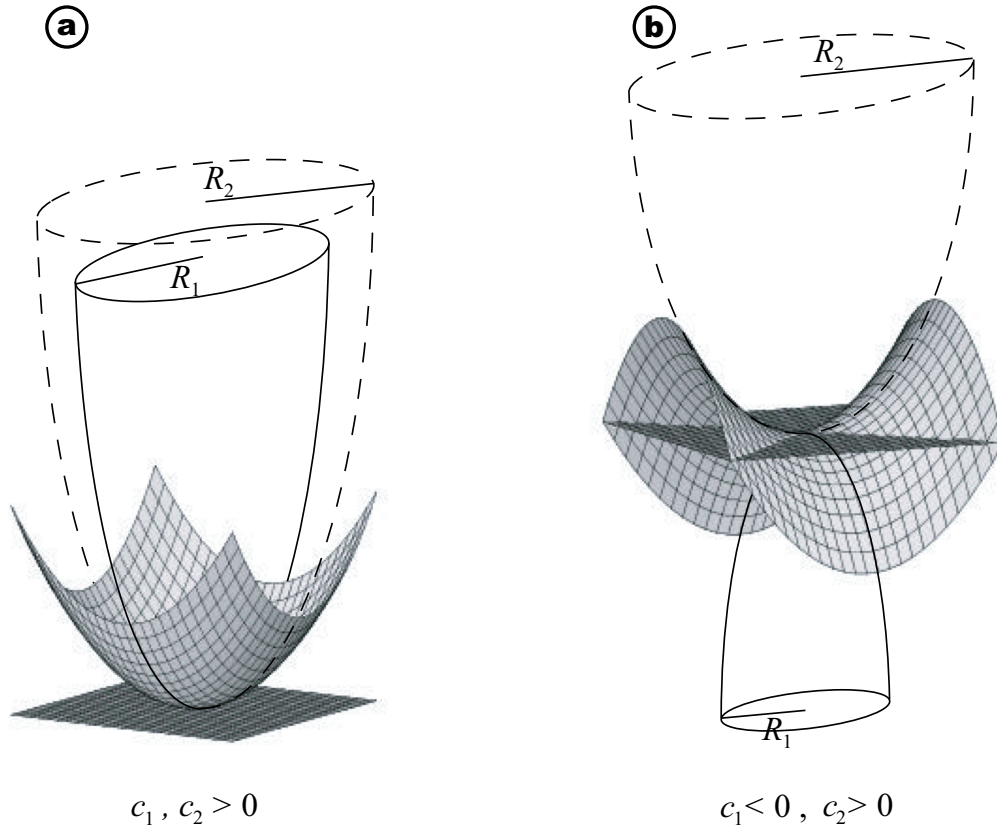 a
R₂
R₁
c₁, c₂ > 0
b
R₂
R₁
c₁ < 0 , c₂ > 0